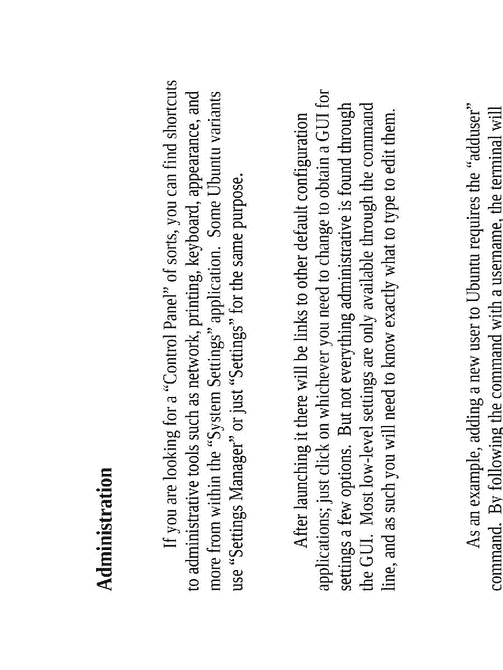 Administration
If you are looking for a “Control Panel” of sorts, you can find shortcuts
to administrative tools such as network, printing, keyboard, appearance, and
more from within the “System Settings” application.  Some Ubuntu variants
use “Settings Manager” or just “Settings” for the same purpose.
After launching it there will be links to other default configuration
applications; just click on whichever you need to change to obtain a GUI for
settings a few options.  But not everything administrative is found through
the GUI.  Most low-level settings are only available through the command
line, and as such you will need to know exactly what to type to edit them.
As an example, adding a new user to Ubuntu requires the “adduser”
command.  By following the command with a username, the terminal will